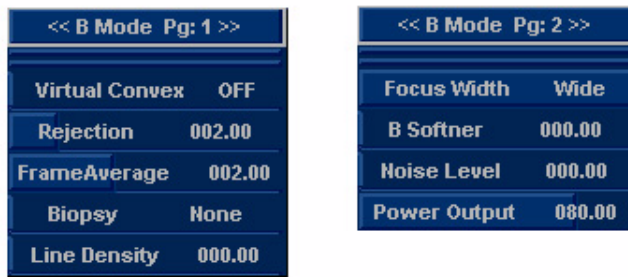 << B Mode Pg: 1 >>
Virtual Convex OFF
Rejection 002.00
FrameAverage 002.00
Biopsy None
Line Density 000.00
<< B Mode Pg: 2 >>
Focus Width Wide
B Softner 000.00
Noise Level 000.00
Power Output 080.00